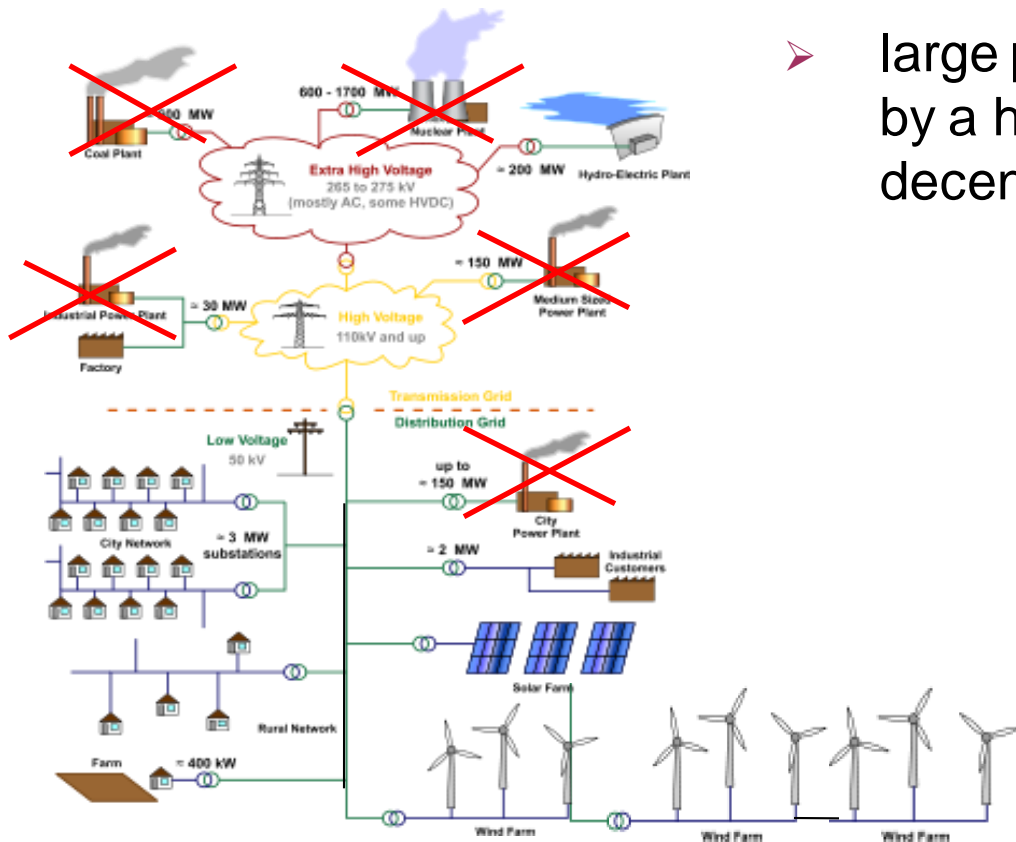 large
by a
600 - 1700 MW
MW
Nuclear Plant
Coal Plant
Extra High Voltage
265 to 275 kV
(mostly AC, some HVDC)
≈ 200 MW
Hydro-Electric Plant
≈ 150 MW
≈ 30 MW
Industrial Power Plant
High Voltage
110kV and up
Medium Sized
Power Plant
Factory
Transmission Grid
Distribution Grid
Low Voltage
50 kV
up to
≈ 150 MW
City
Power Plant
City Network
≈ 3 MW
substations
≈ 2 MW
Industrial
Customers
Solar Farm
Rural Network
Farm
≈ 400 kW
Wind Farm
Wind Farm
Wind Farm